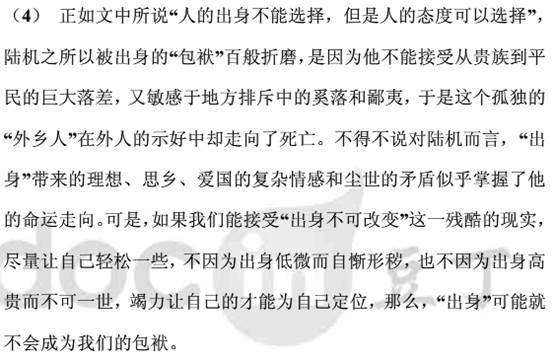 （4） 正如文中所说“人的出身不能选择，但是人的态度可以选择”，
陆机之所以被出身的“包袱”百般折磨，是因为他不能接受从贵族到平
民的巨大落差，又敏感于地方排斥中的奚落和鄙夷，于是这个孤独的
“外乡人”在外人的示好中却走向了死亡。不得不说对陆机而言，“出
身”带来的理想、思乡、爱国的复杂情感和尘世的矛盾似乎掌握了他
的命运走向。可是，如果我们能接受“出身不可改变”这一残酷的现实，
尽量让自己轻松一些，不因为出身低微而自惭形秽，也不因为出身高
贵而不可一世，竭力让自己的才能为自己定位，那么，“出身”可能就
不会成为我们的包袱。